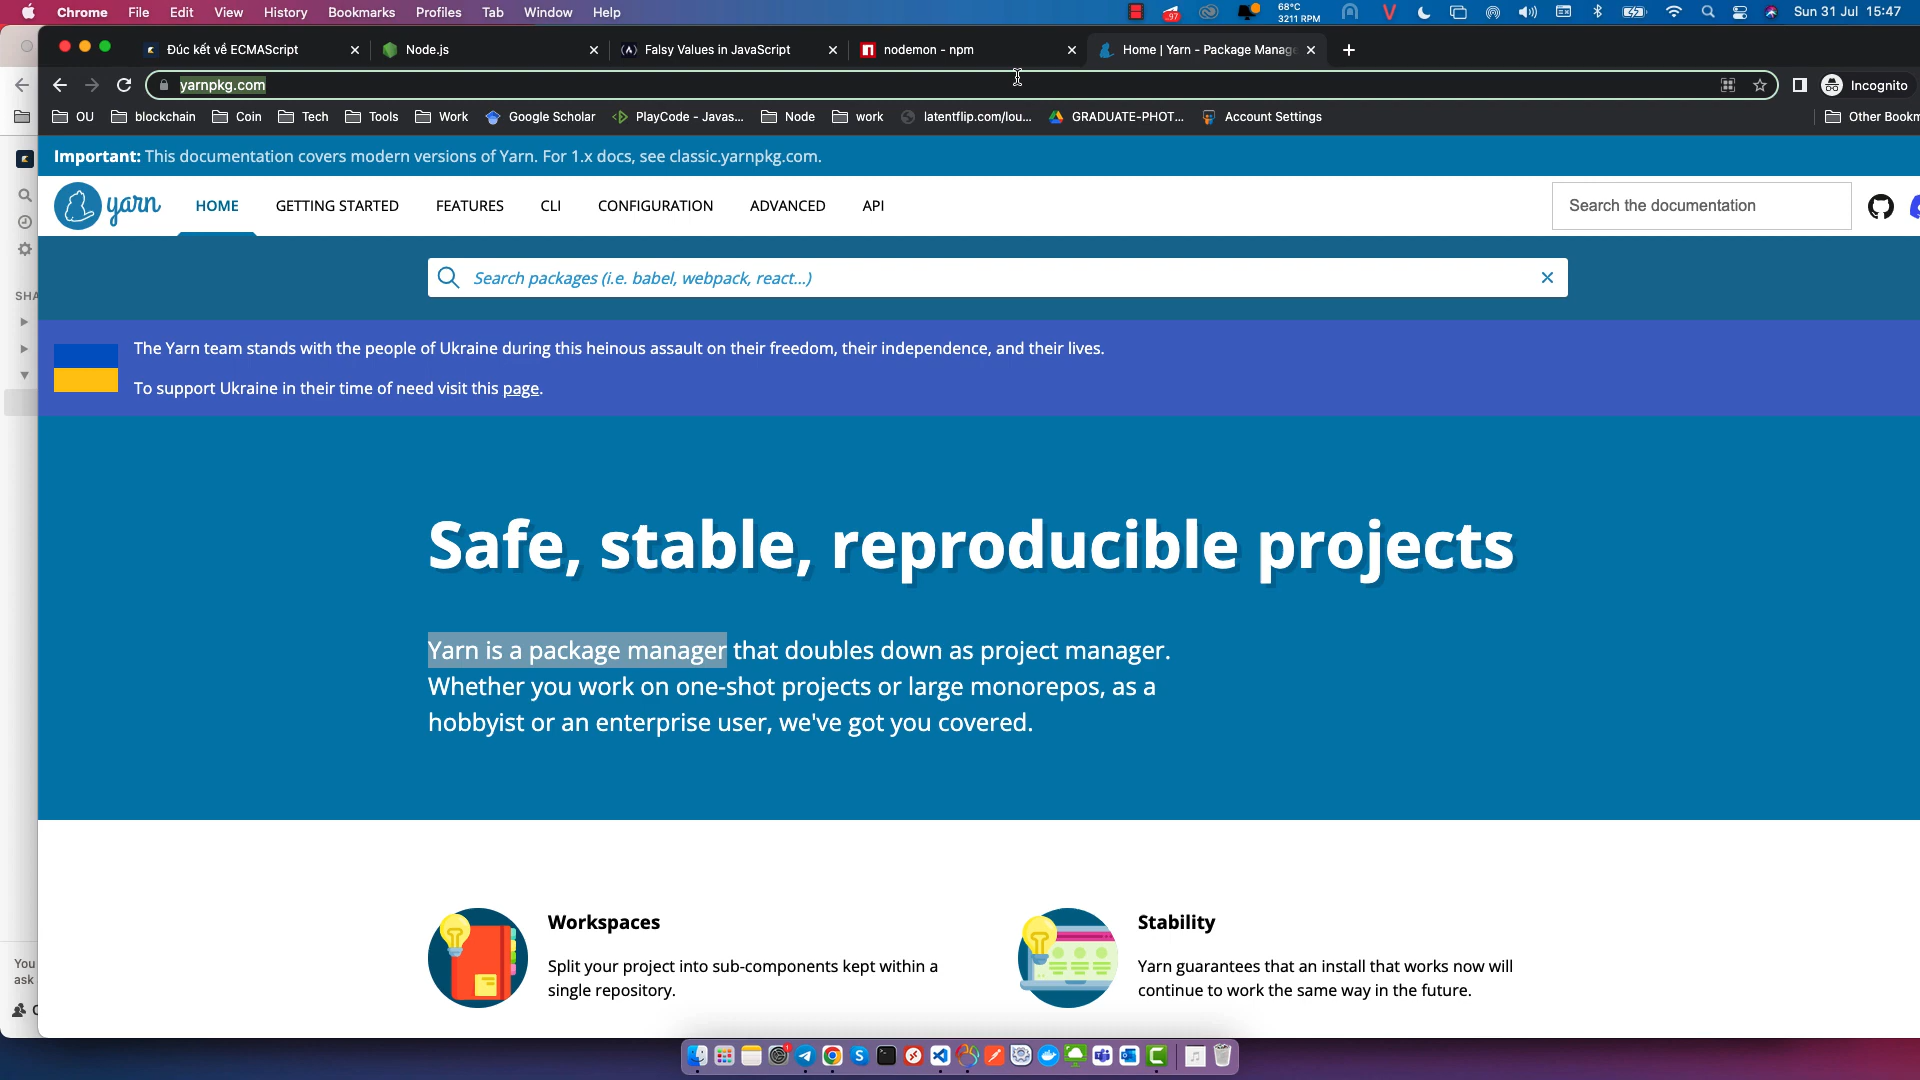 Chrome File Edit View History Bookmarks Profiles Tab Window Help
.97
68°C
3211 RPM
Sun 31 Jul 15:47
Đúc kết về ECMAScript
Node.js
Falsy Values in JavaScript
nodemon - npm
Home | Yarn - Package Manage
yarnpkg.com
Incognito
OU blockchain Coin Tech Tools Work Google Scholar PlayCode - Javas... Node work latentflip.com/lou... GRADUATE-PHOT... Account Settings Other Bookm
Important: This documentation covers modern versions of Yarn. For 1.x docs, see classic.yarnpkg.com.
yarn
HOME GETTING STARTED FEATURES CLI CONFIGURATION ADVANCED API
Search the documentation
Search packages (i.e. babel, webpack, react...)
SHA
The Yarn team stands with the people of Ukraine during this heinous assault on their freedom, their independence, and their lives.
To support Ukraine in their time of need visit this page.
Safe, stable, reproducible projects
Yarn is a package manager that doubles down as project manager.
Whether you work on one-shot projects or large monorepos, as a
hobbyist or an enterprise user, we've got you covered.
Workspaces
Split your project into sub-components kept within a
single repository.
Stability
Yarn guarantees that an install that works now will
continue to work the same way in the future.
You
ask